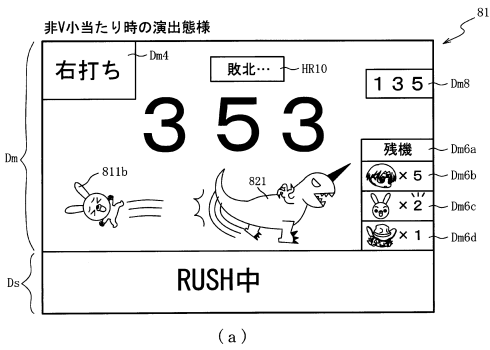 非V小当たり時の演出態様
81
右打ち
Dm4
敗北…
HR10
135
Dm8
353
Dm
残機
Dm6a
×5
Dm6b
×2
Dm6c
×1
Dm6d
811b
821
Ds
RUSH中
(a)